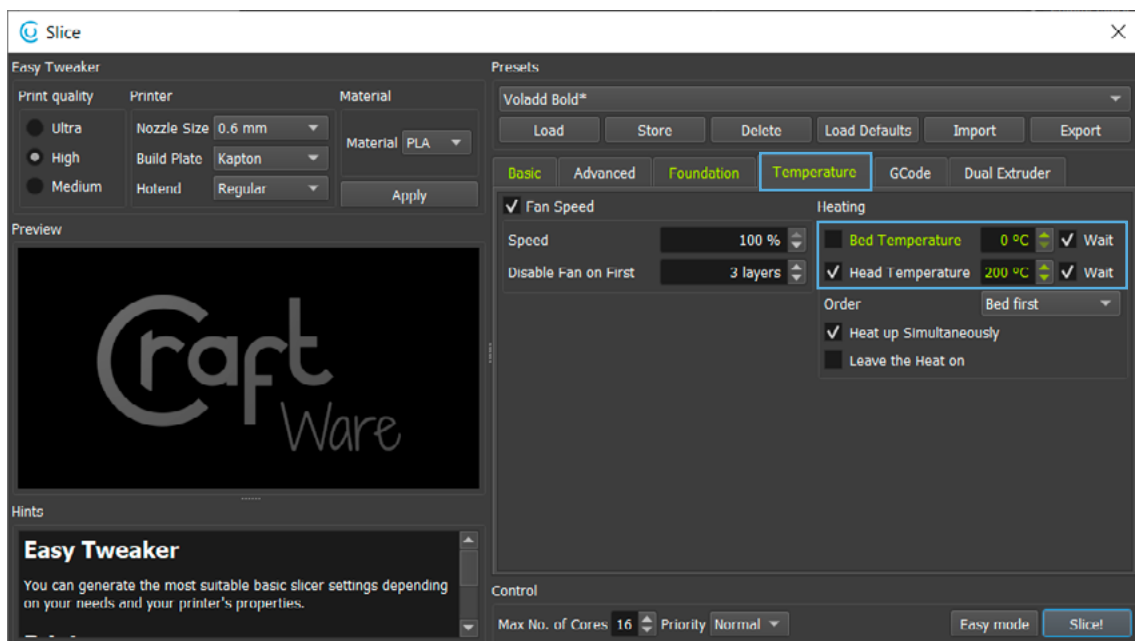 Slice
Easy Tweaker
Print quality
Ultra
High
Medium
Printer
Nozzle Size 0.6 mm
Build Plate Kapton
Hotend Regular
Material
Material PLA
Apply
Preview
Craft
Ware
Hints
Easy Tweaker
You can generate the most suitable basic slicer settings depending
on your needs and your printer's properties.
Presets
Voladd Bold*
Load Store Delete Load Defaults Import Export
Basic Advanced Foundation Temperature GCode Dual Extruder
Fan Speed
Speed 100 %
Disable Fan on First 3 layers
Heating
Bed Temperature 0 ºC Wait
Head Temperature 200 ºC Wait
Order Bed first
Heat up Simultaneously
Leave the Heat on
Control
Max No. of Cores 16 Priority Normal Easy mode Slice!